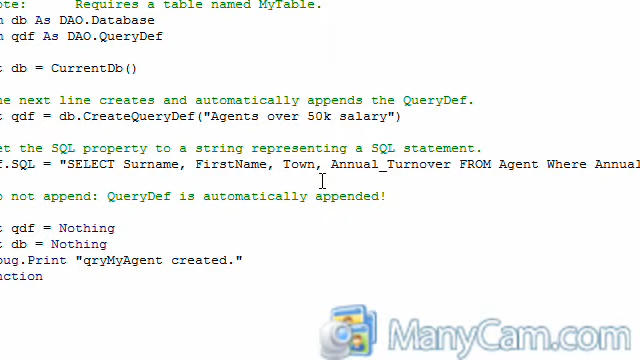 ote:    Requires a table named MyTable.
m db As DAO.Database
m qdf As DAO.QueryDef
t db = CurrentDb()
he next line creates and automatically appends the QueryDef.
t qdf = db.CreateQueryDef("Agents over 50k salary")
et the SQL property to a string representing a SQL statement.
f.SQL = "SELECT Surname, FirstName, Town, Annual_Turnover FROM Agent Where Annual
o not append: QueryDef is automatically appended!
t qdf = Nothing
t db = Nothing
bug.Print "qryMyAgent created."
nction
ManyCam.com